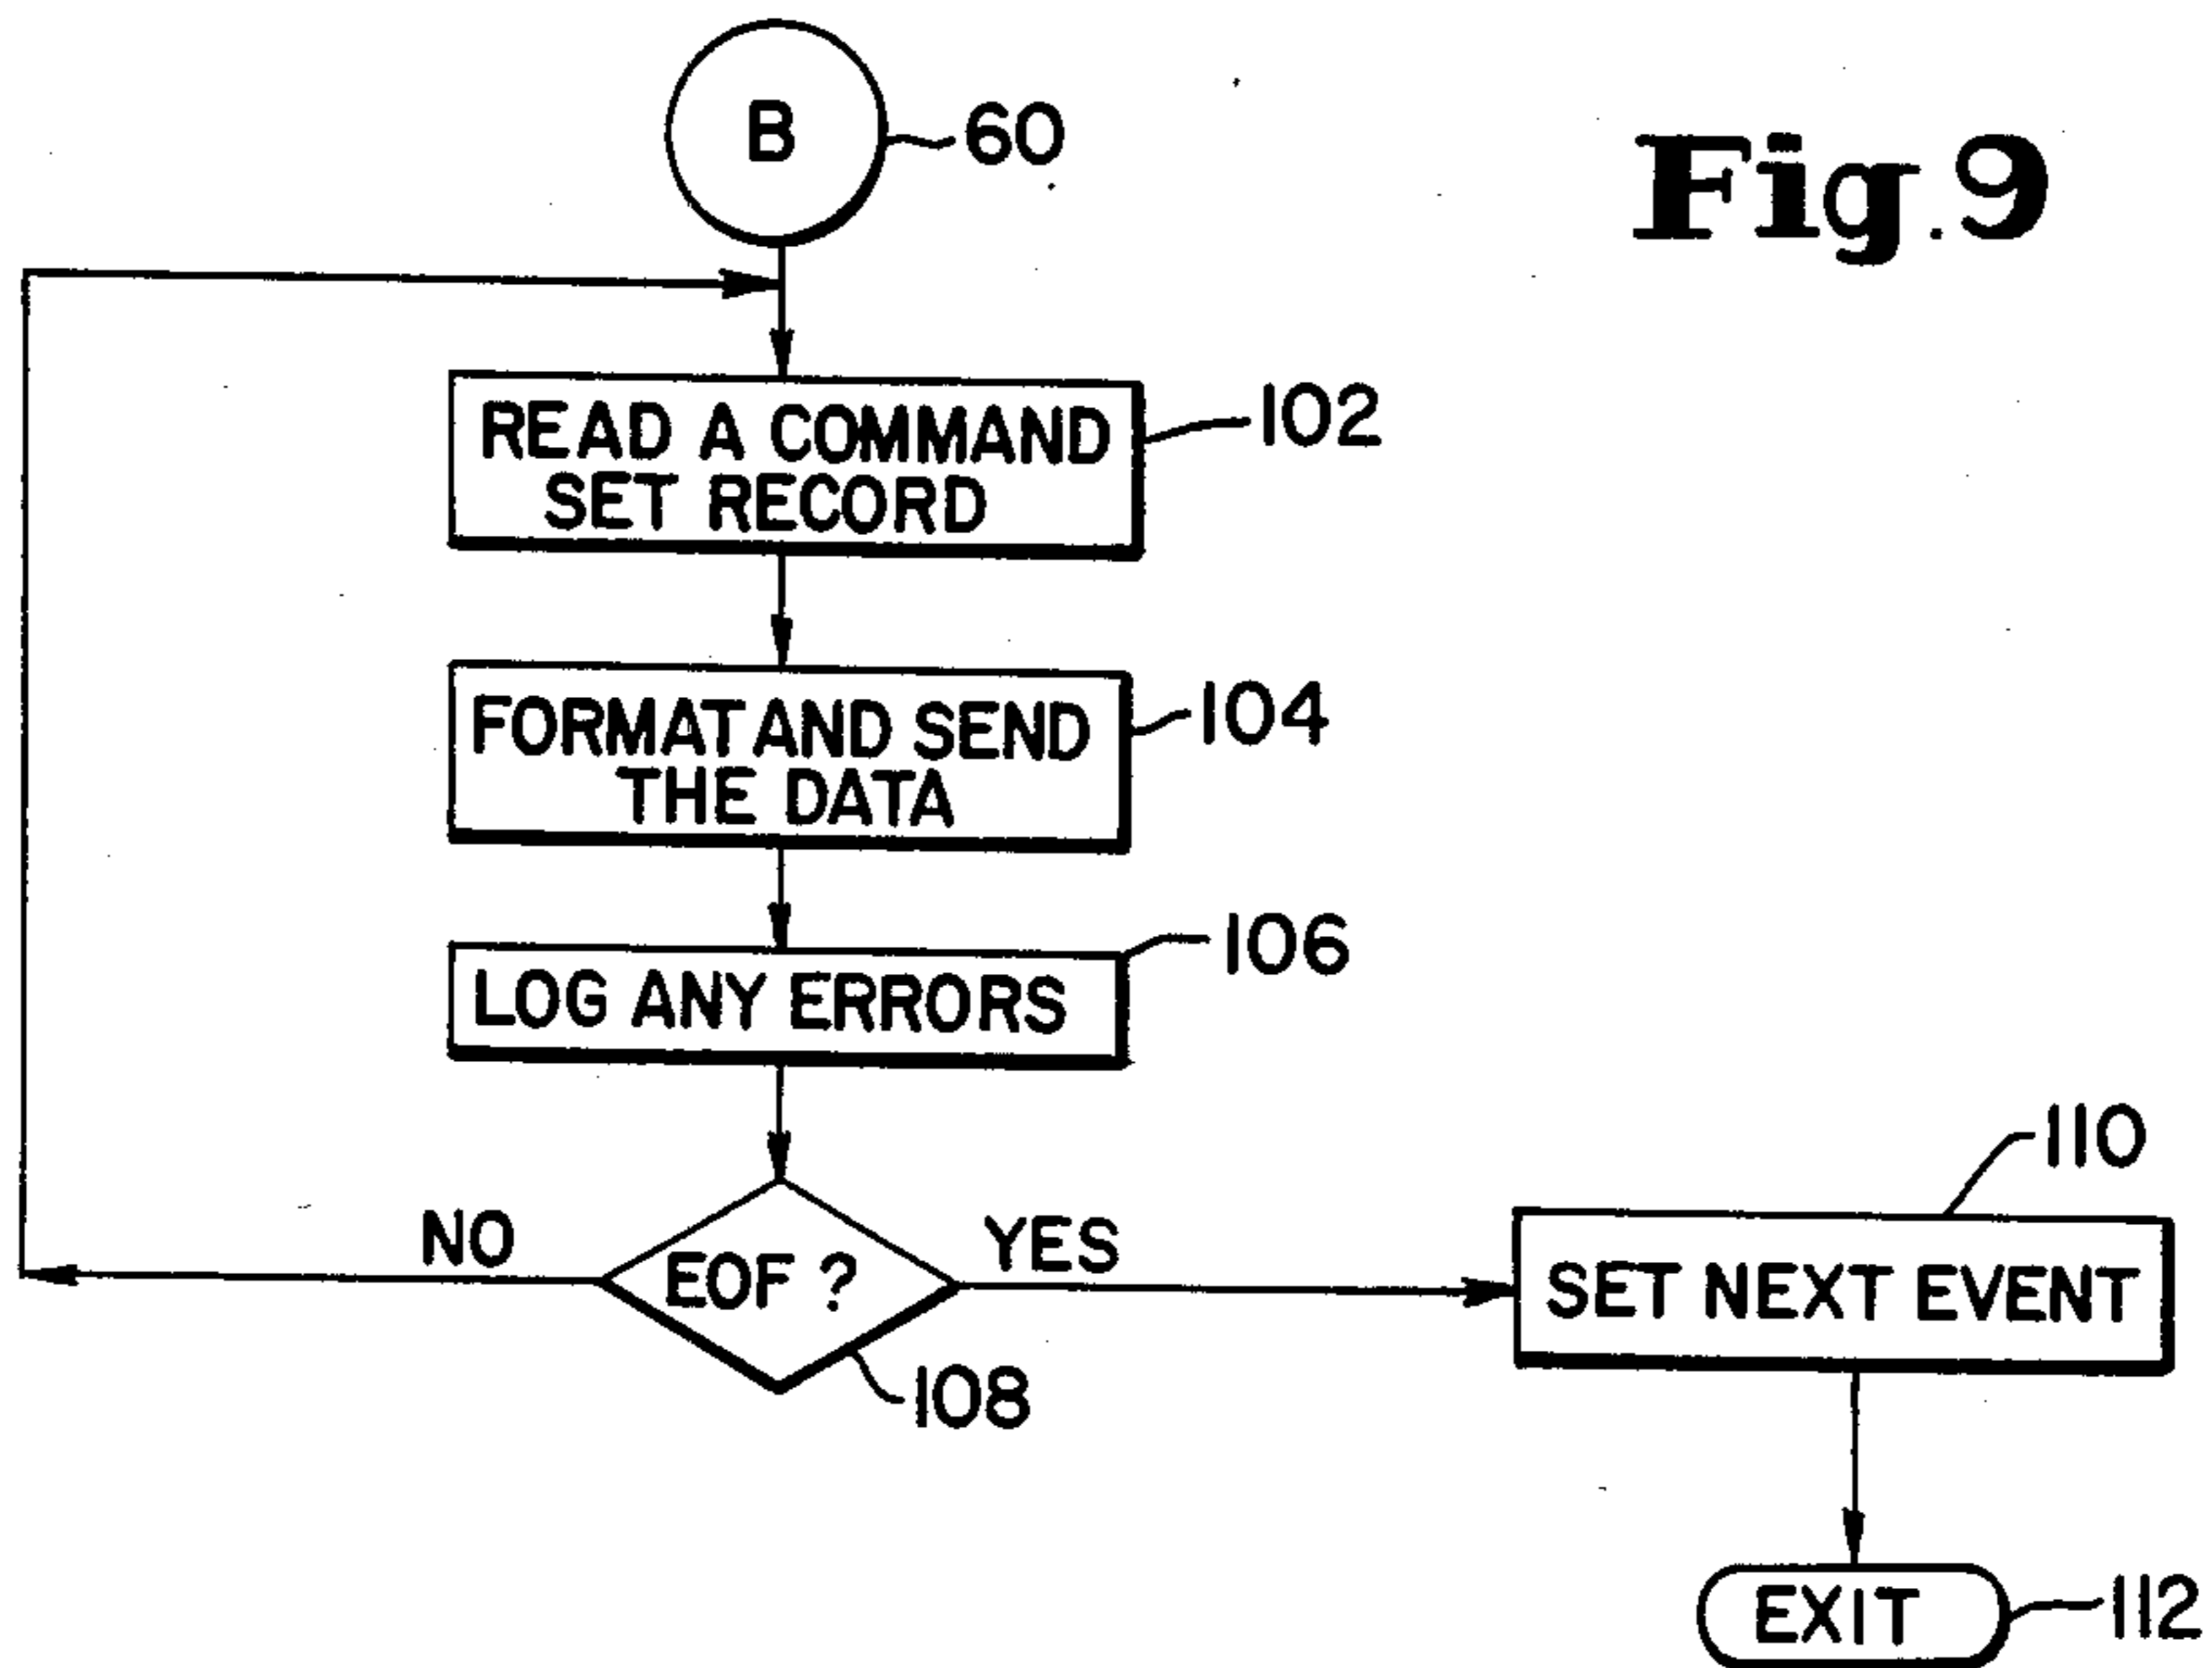 B
60
Fig. 9
READ A COMMAND
SET RECORD
102
FORMAT AND SEND
THE DATA
104
LOG ANY ERRORS
106
NO
EOF ?
YES
108
SET NEXT EVENT
110
EXIT
112